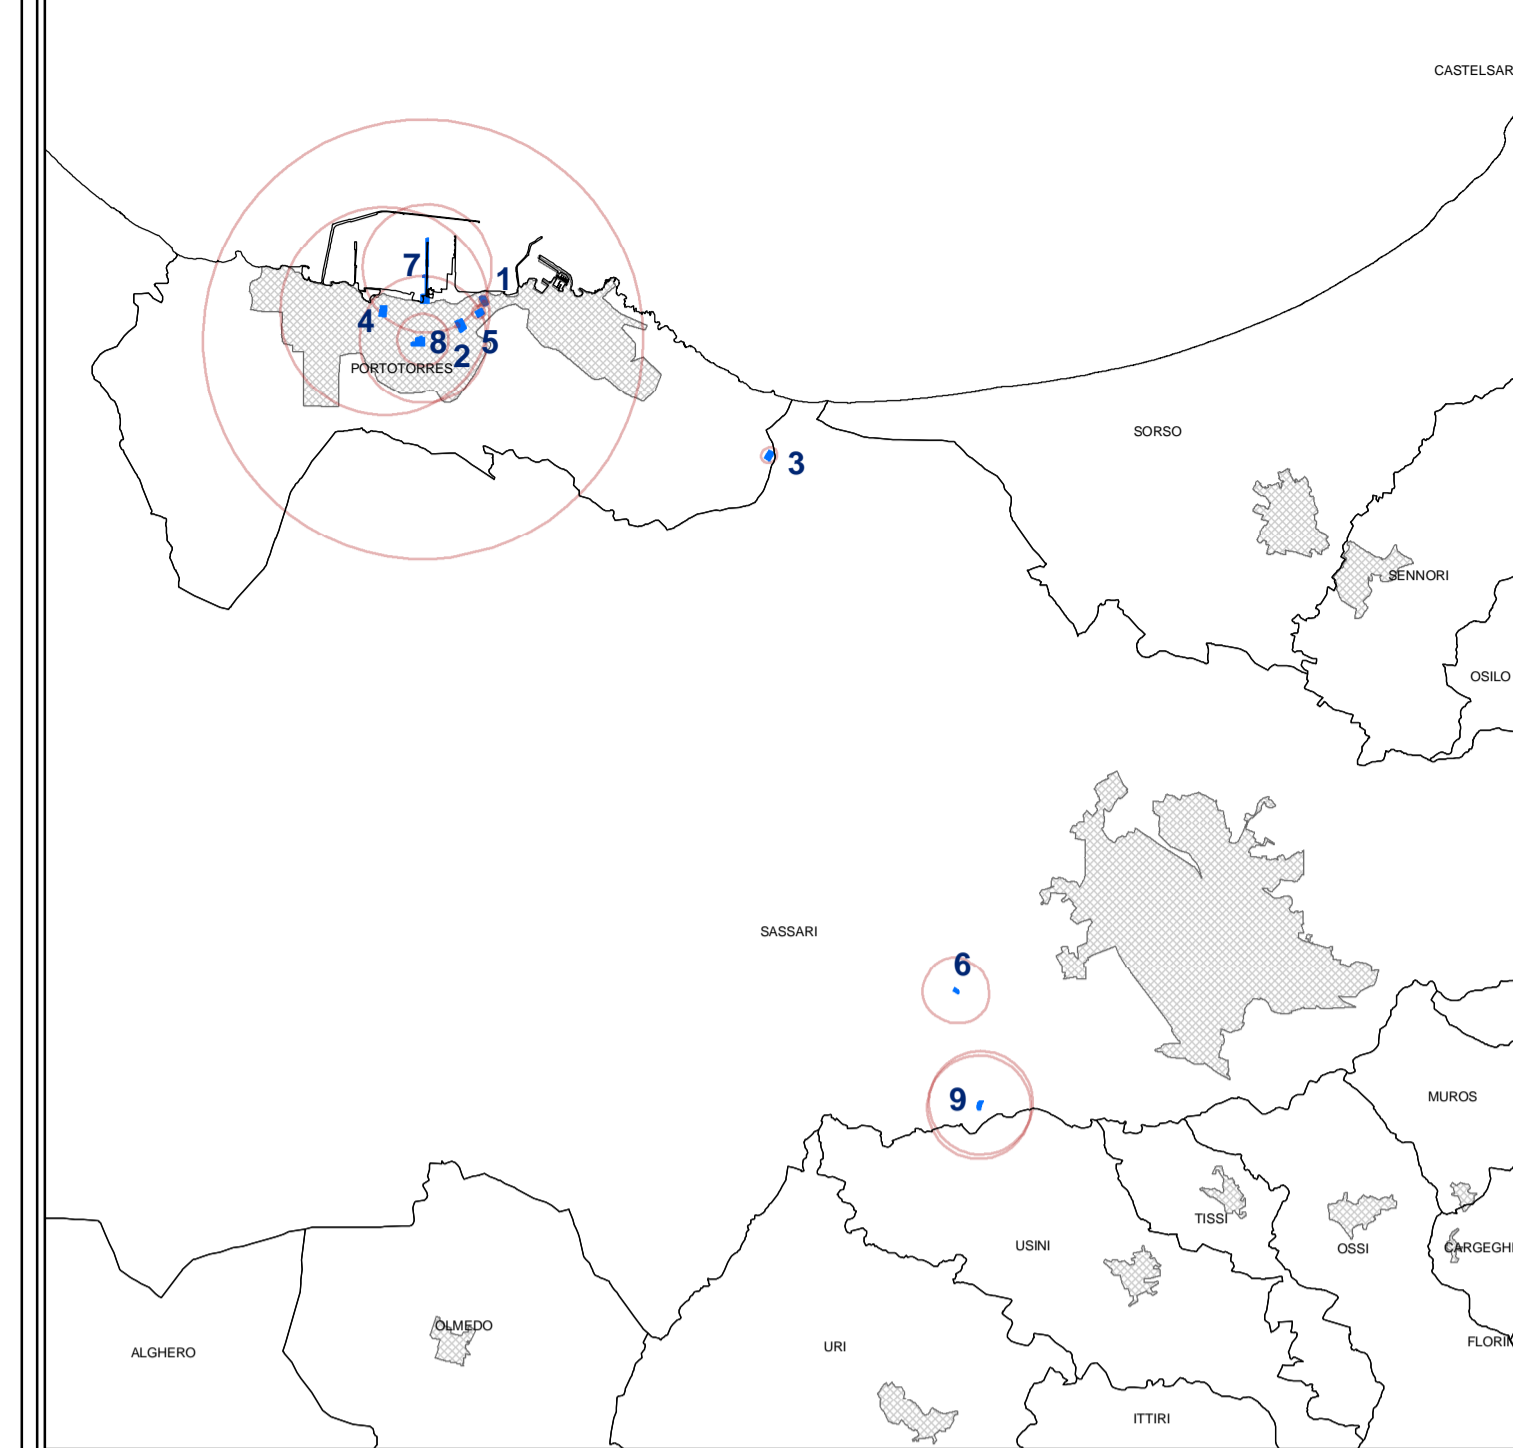 CASTELSAR
7
1
4
8
2
5
PORTOTORRES
SORSO
3
SENNORI
OSILO
SASSARI
6
9
MUROS
TISSI
USINI
OSSI
CARGEGHI
OLMEDO
ALGHERO
URI
FLORIN
ITTIRI